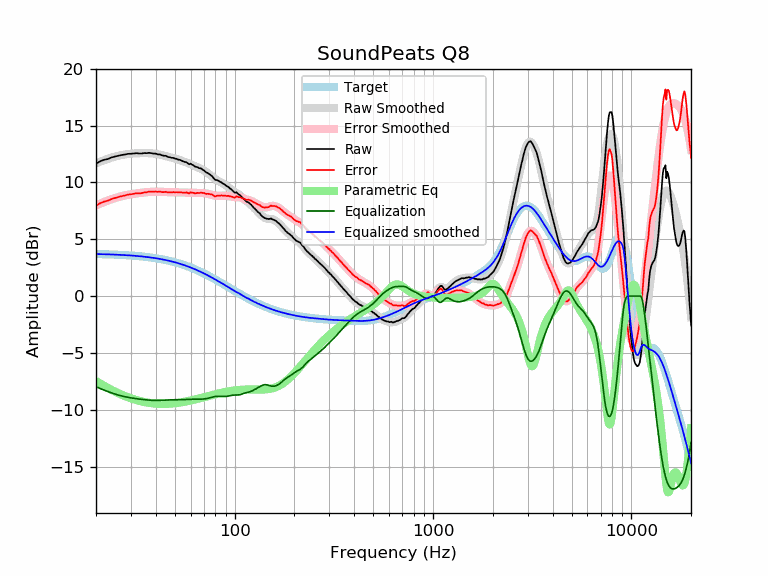 SoundPeats Q8
20
15
10
5
0
−5
−10
−15
Amplitude (dBr)
Target
Raw Smoothed
Error Smoothed
Raw
Error
Parametric Eq
Equalization
Equalized smoothed
100
1000
10000
Frequency (Hz)